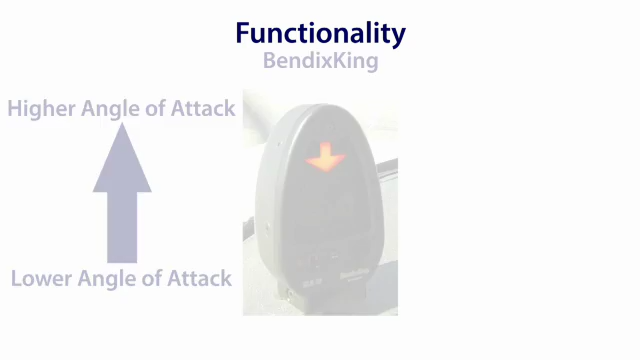 Functionality
BendixKing
Higher Angle of Attack
Lower Angle of Attack